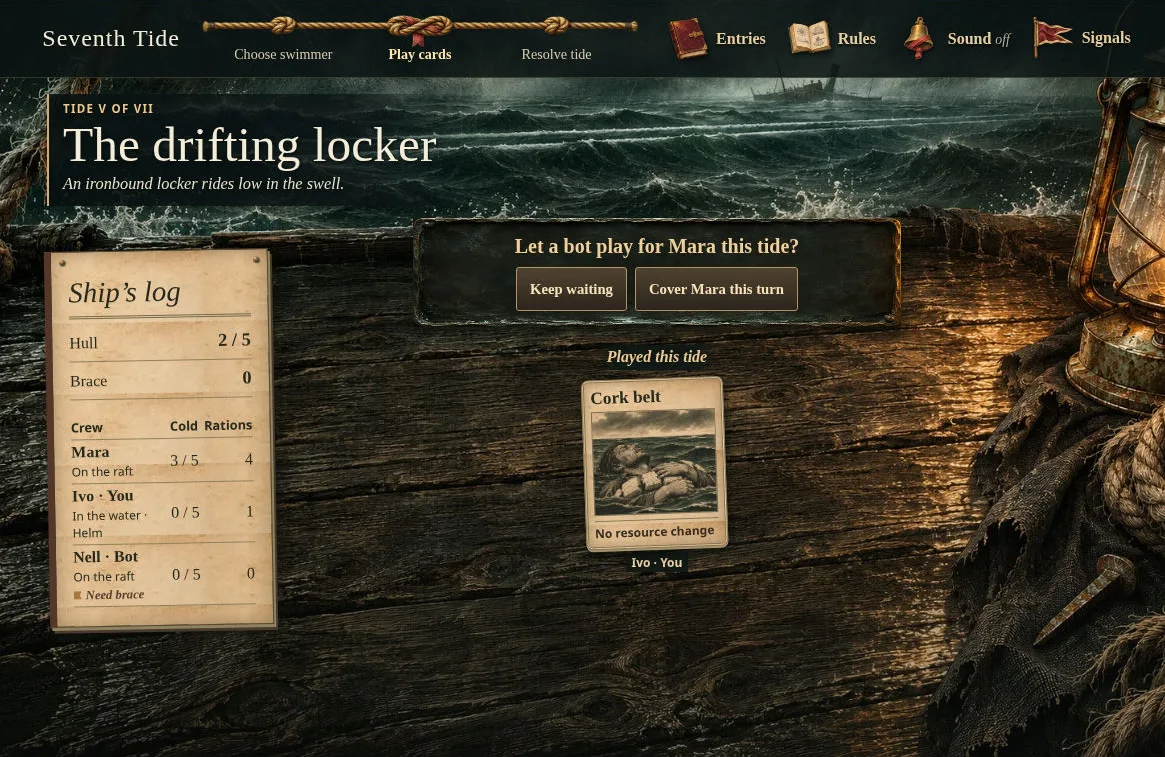 Seventh Tide
Choose swimmer
Play cards
Resolve tide
Entries
Rules
Sound off
Signals
TIDE V OF VII
The drifting locker
An ironbound locker rides low in the swell.
Let a bot play for Mara this tide?
Keep waiting
Cover Mara this turn
Ship’s log
Hull 2 / 5
Brace 0
Crew Cold Rations
Mara
On the raft
3 / 5 4
Ivo · You
In the water ·
Helm
0 / 5 1
Nell · Bot
On the raft
0 / 5 0
Need brace
Played this tide
Cork belt
No resource change
Ivo · You